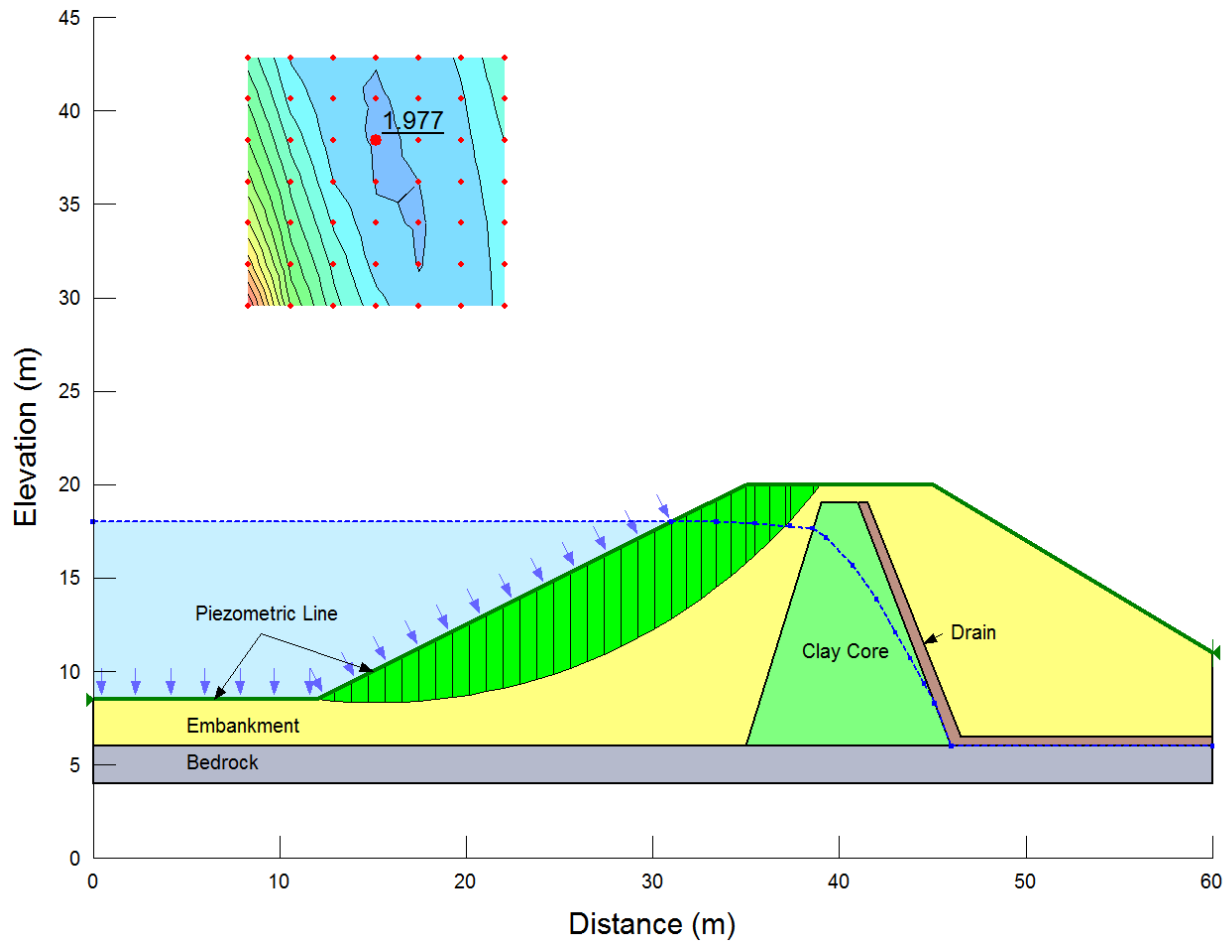 45
40
35
30
25
20
15
10
5
0
Elevation (m)
1.977
Piezometric Line
Embankment
Bedrock
Clay Core
Drain
0
10
20
30
40
50
60
Distance (m)